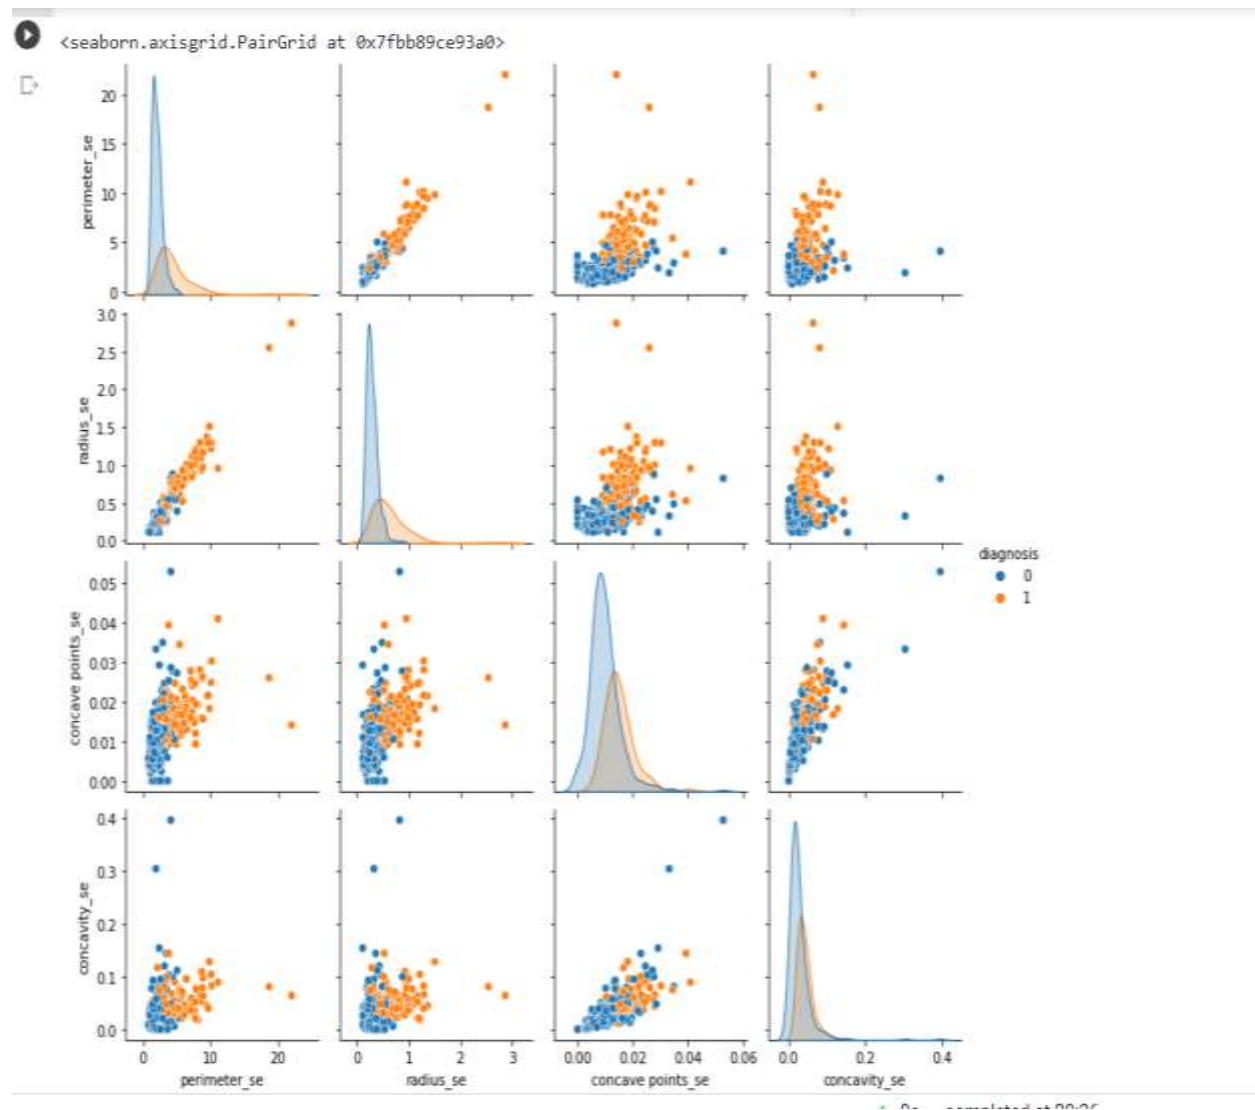 <seaborn.axisgrid.PairGrid at 0x7fbb89ce93a0>
20
15
10
5
0
perimeter_se
3.0
2.5
2.0
1.5
1.0
0.5
0.0
radius_se
diagnosis
0
1
0.05
0.04
0.03
0.02
0.01
0.00
concave points_se
0.4
0.3
0.2
0.1
0.0
concavity_se
0 10 20
0 1 2 3
0.00 0.02 0.04 0.06
0.0 0.2 0.4
perimeter_se
radius_se
concave points_se
concavity_se
completed at